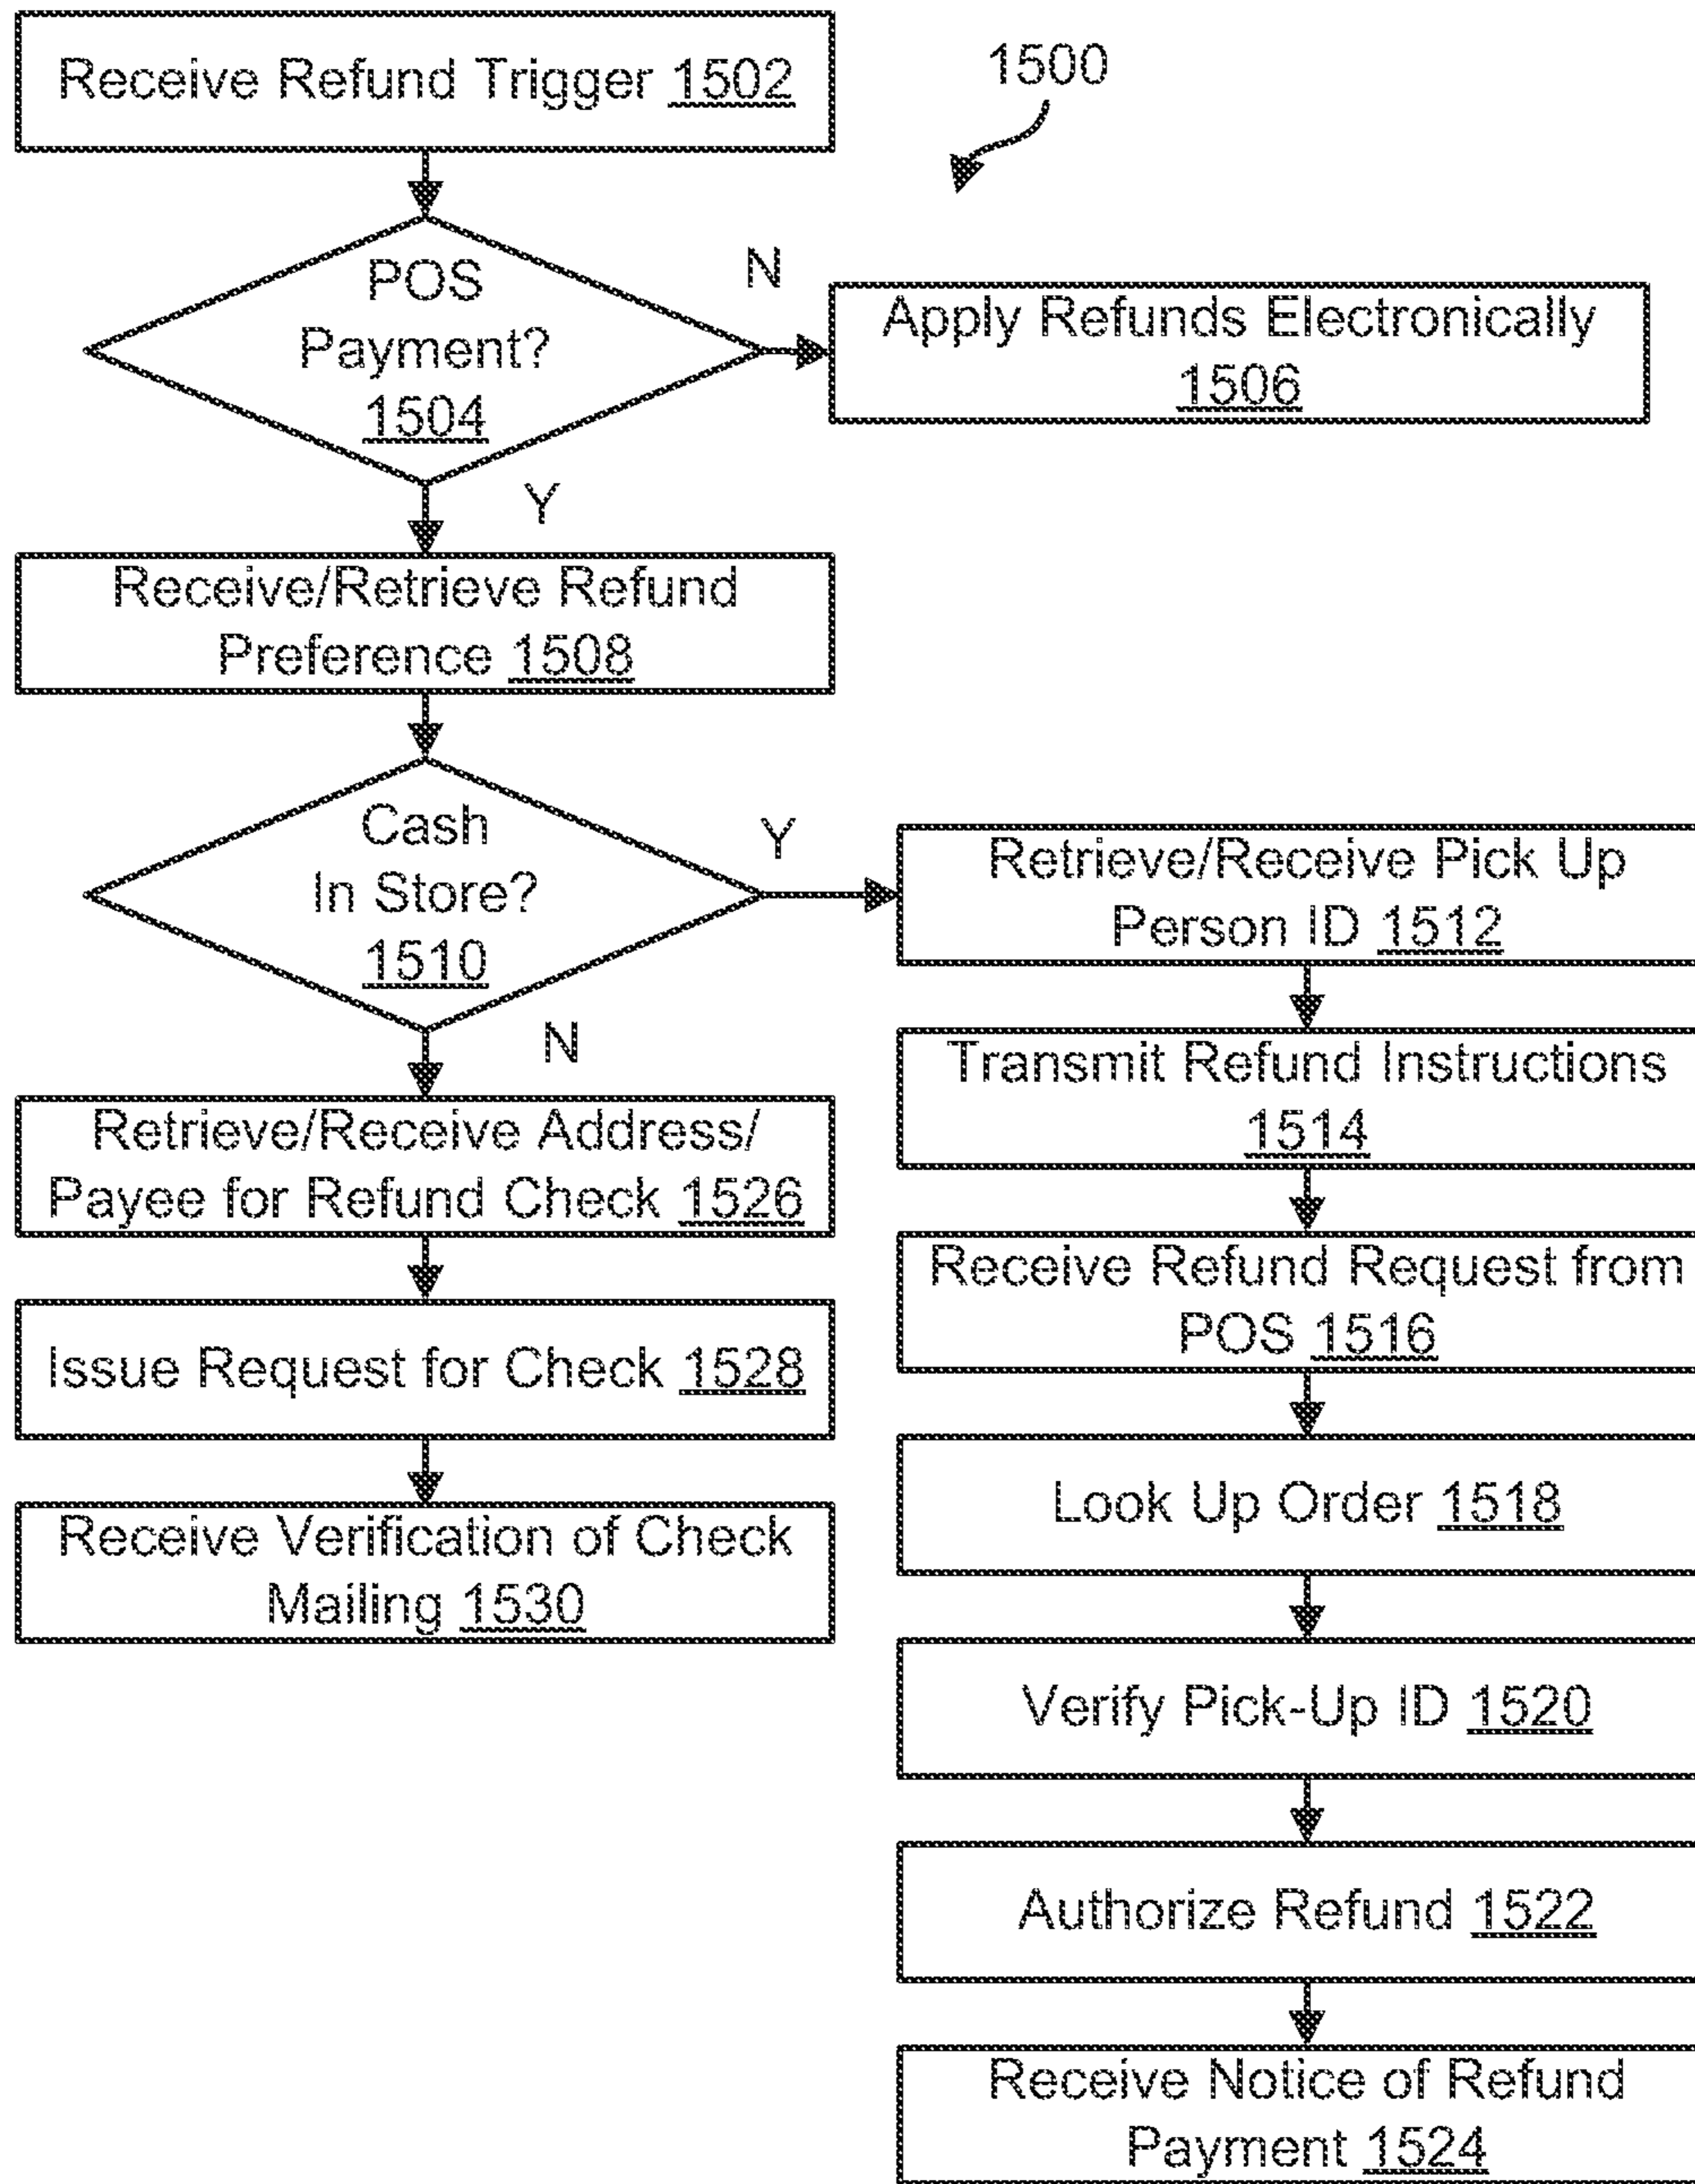 Receive Refund Trigger 1502
1500
POS
Payment?
1504
N
Apply Refunds Electronically
1506
Y
Receive/Retrieve Refund
Preference 1508
Cash
In Store?
1510
Y
Retrieve/Receive Pick Up
Person ID 1512
N
Transmit Refund Instructions
1514
Retrieve/Receive Address/
Payee for Refund Check 1526
Receive Refund Request from
POS 1516
Issue Request for Check 1528
Look Up Order 1518
Receive Verification of Check
Mailing 1530
Verify Pick-Up ID 1520
Authorize Refund 1522
Receive Notice of Refund
Payment 1524